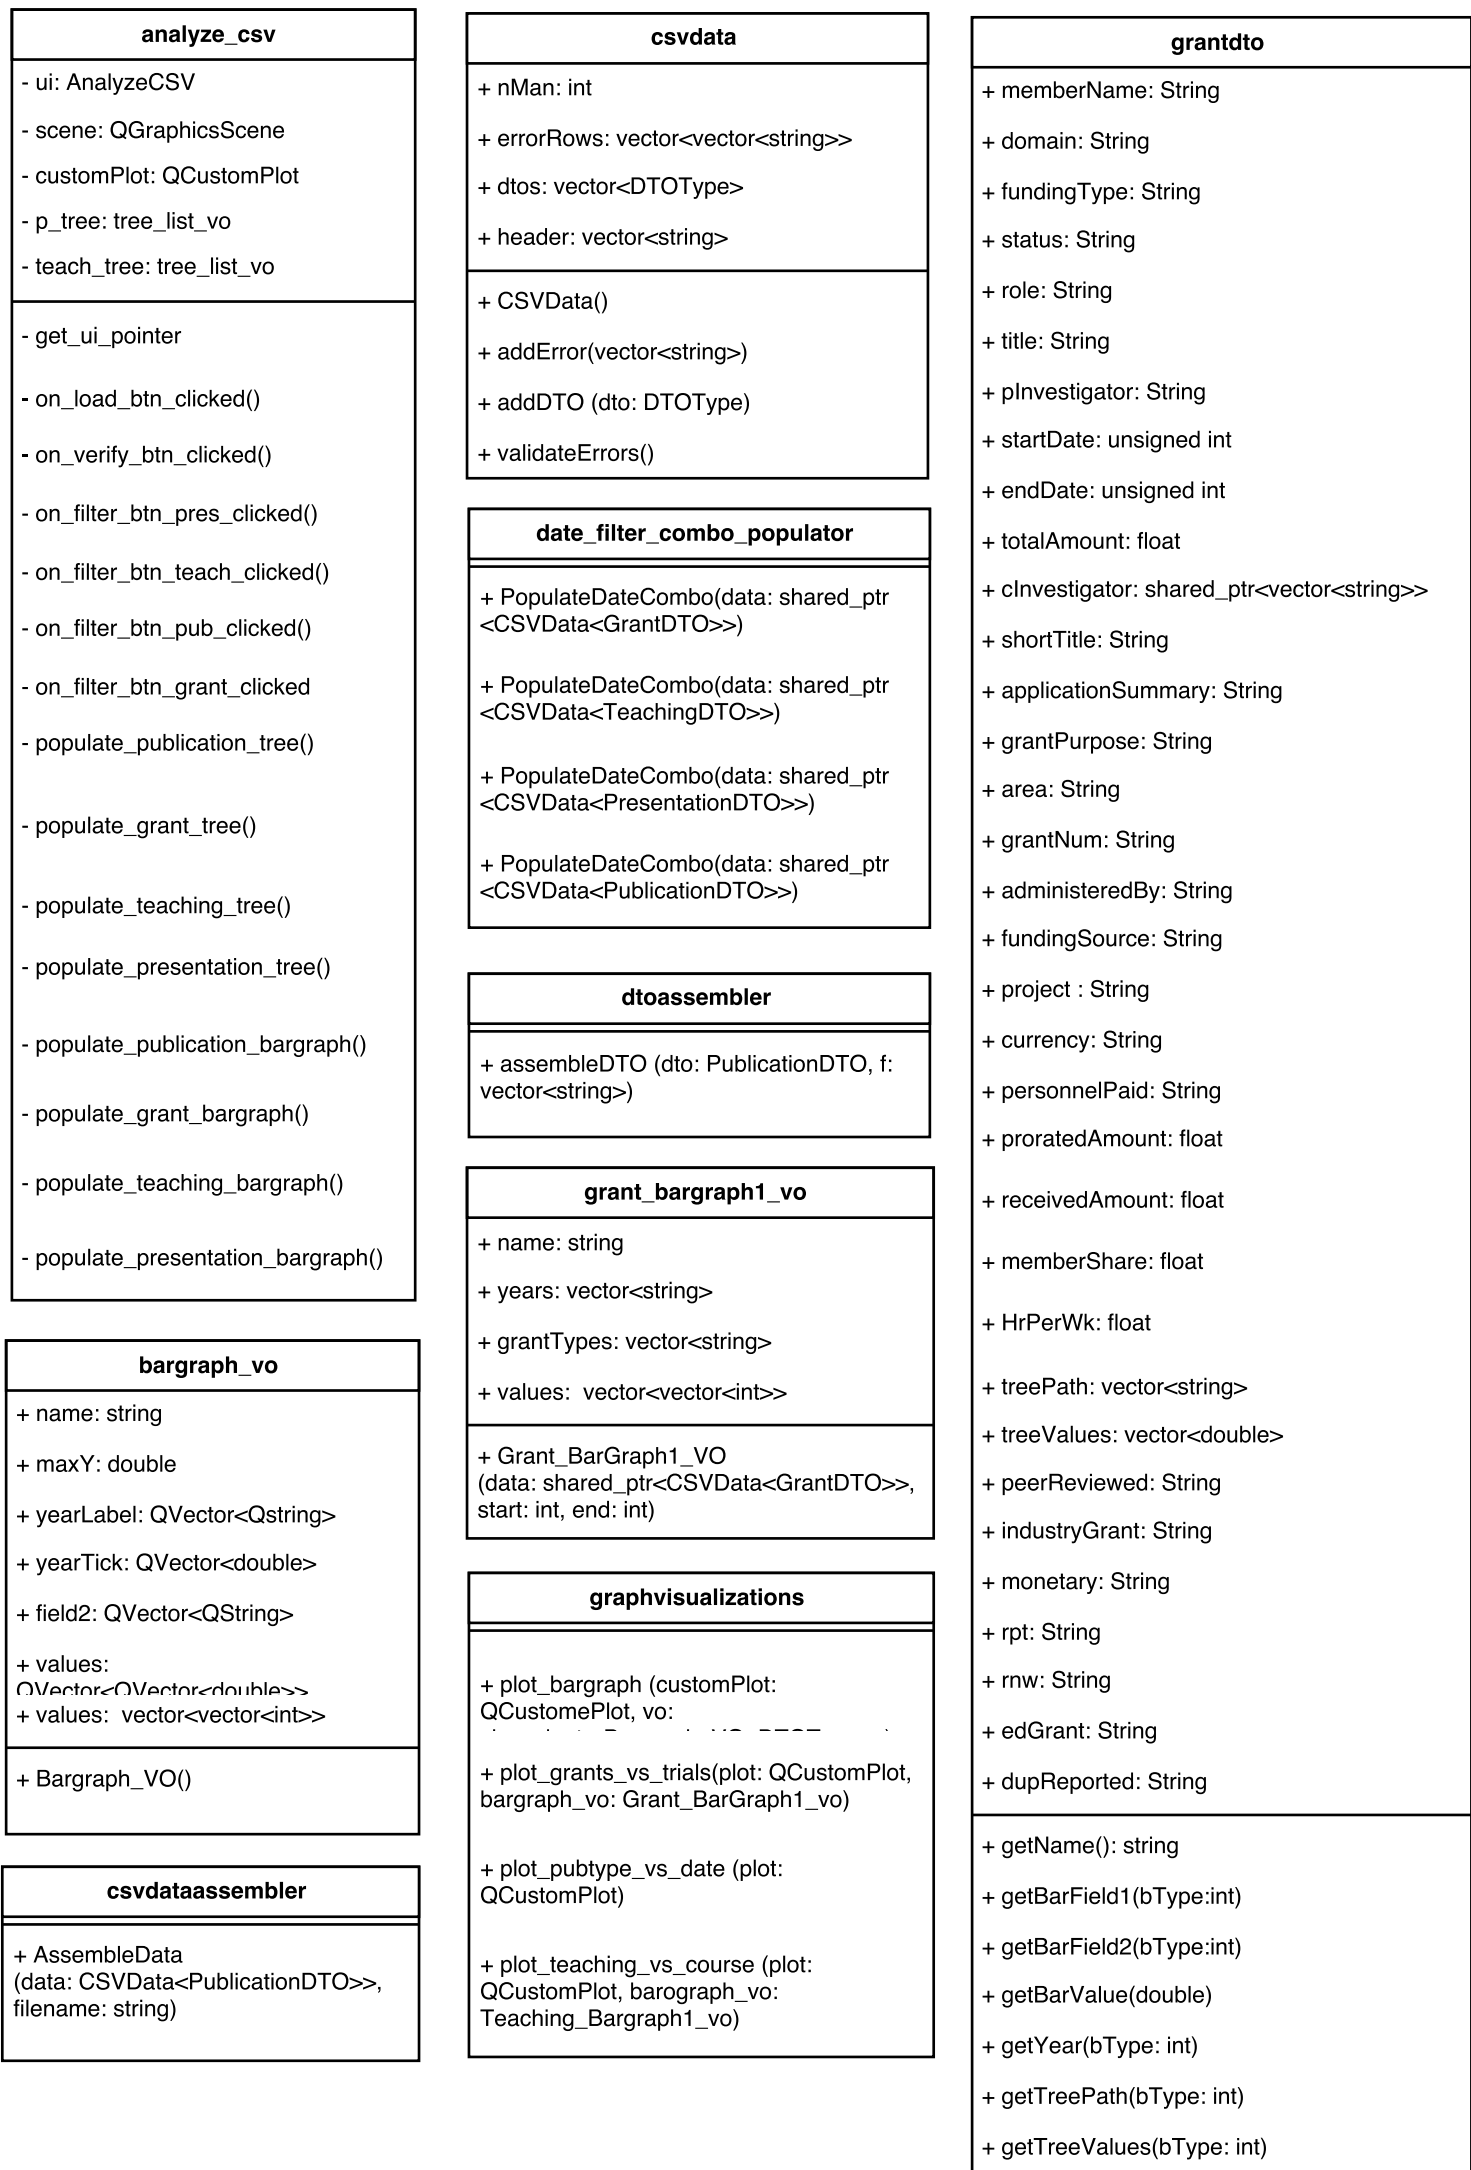 analyze_csv
- ui: AnalyzeCSV
- scene: QGraphicsScene
- customPlot: QCustomPlot
- p_tree: tree_list_vo
- teach_tree: tree_list_vo
- get_ui_pointer
- on_load_btn_clicked()
- on_verify_btn_clicked()
- on_filter_btn_pres_clicked()
- on_filter_btn_teach_clicked()
- on_filter_btn_pub_clicked()
- on_filter_btn_grant_clicked
- populate_publication_tree()
- populate_grant_tree()
- populate_teaching_tree()
- populate_presentation_tree()
- populate_publication_bargraph()
- populate_grant_bargraph()
- populate_teaching_bargraph()
- populate_presentation_bargraph()
bargraph_vo
+ name: string
+ maxY: double
+ yearLabel: QVector<Qstring>
+ yearTick: QVector<double>
+ field2: QVector<QString>
+ values:
QVector<QVector<double>>
+ values:  vector<vector<int>>
+ Bargraph_VO()
csvdataassembler
+ AssembleData
(data: CSVData<PublicationDTO>>,
filename: string)
csvdata
+ nMan: int
+ errorRows: vector<vector<string>>
+ dtos: vector<DTOType>
+ header: vector<string>
+ CSVData()
+ addError(vector<string>)
+ addDTO (dto: DTOType)
+ validateErrors()
date_filter_combo_populator
+ PopulateDateCombo(data: shared_ptr
<CSVData<GrantDTO>>)
+ PopulateDateCombo(data: shared_ptr
<CSVData<TeachingDTO>>)
+ PopulateDateCombo(data: shared_ptr
<CSVData<PresentationDTO>>)
+ PopulateDateCombo(data: shared_ptr
<CSVData<PublicationDTO>>)
dtoassembler
+ assembleDTO (dto: PublicationDTO, f:
vector<string>)
grant_bargraph1_vo
+ name: string
+ years: vector<string>
+ grantTypes: vector<string>
+ values:  vector<vector<int>>
+ Grant_BarGraph1_VO
(data: shared_ptr<CSVData<GrantDTO>>,
start: int, end: int)
graphvisualizations
+ plot_bargraph (customPlot:
QCustomePlot, vo:
+ plot_grants_vs_trials(plot: QCustomPlot,
bargraph_vo: Grant_BarGraph1_vo)
+ plot_pubtype_vs_date (plot:
QCustomPlot)
+ plot_teaching_vs_course (plot:
QCustomPlot, barograph_vo:
Teaching_Bargraph1_vo)
grantdto
+ memberName: String
+ domain: String
+ fundingType: String
+ status: String
+ role: String
+ title: String
+ pInvestigator: String
+ startDate: unsigned int
+ endDate: unsigned int
+ totalAmount: float
+ cInvestigator: shared_ptr<vector<string>>
+ shortTitle: String
+ applicationSummary: String
+ grantPurpose: String
+ area: String
+ grantNum: String
+ administeredBy: String
+ fundingSource: String
+ project : String
+ currency: String
+ personnelPaid: String
+ proratedAmount: float
+ receivedAmount: float
+ memberShare: float
+ HrPerWk: float
+ treePath: vector<string>
+ treeValues: vector<double>
+ peerReviewed: String
+ industryGrant: String
+ monetary: String
+ rpt: String
+ rnw: String
+ edGrant: String
+ dupReported: String
+ getName(): string
+ getBarField1(bType:int)
+ getBarField2(bType:int)
+ getBarValue(double)
+ getYear(bType: int)
+ getTreePath(bType: int)
+ getTreeValues(bType: int)